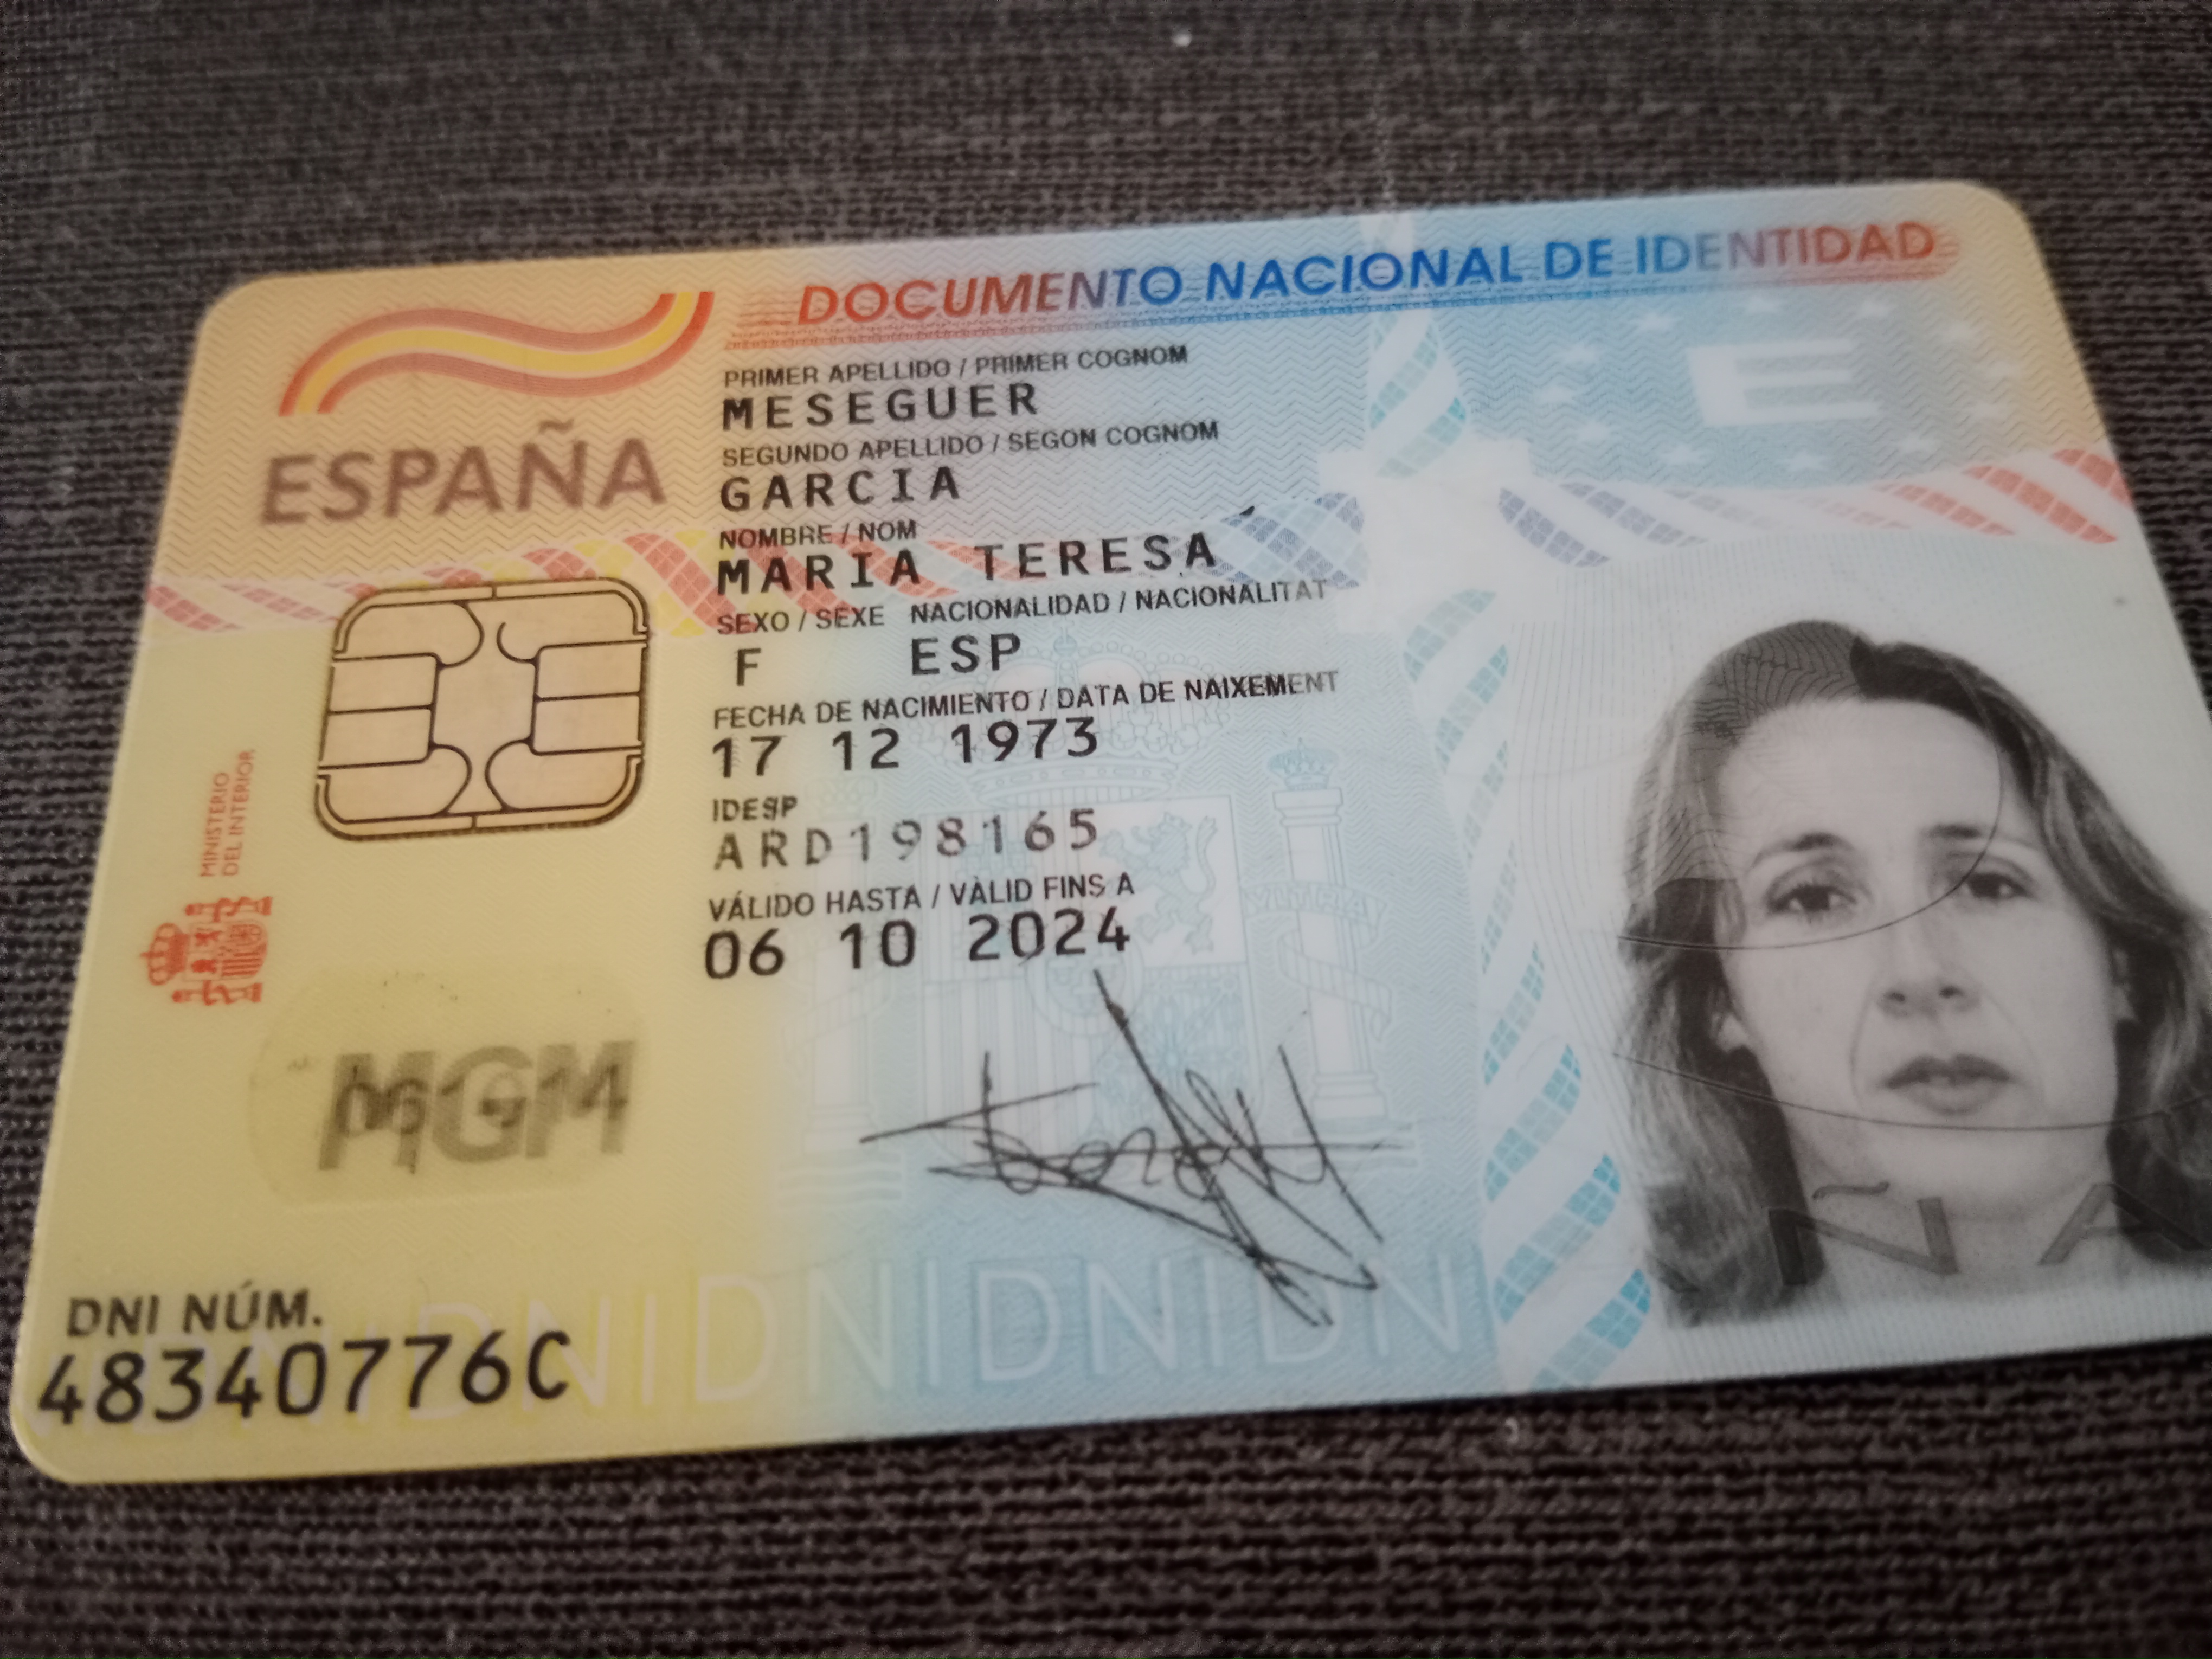 DOCUMENTO NACIONAL DE IDENTIDAD
ESPAÑA
PRIMER APELLIDO / PRIMER COGNOM
MESEGUER
SEGUNDO APELLIDO / SEGON COGNOM
GARCIA
NOMBRE / NOM
MARIA TERESA
SEXO / SEXE NACIONALIDAD / NACIONALITAT
F ESP
FECHA DE NACIMIENTO / DATA DE NAIXEMENT
17 12 1973
IDESP
ARD198165
VÁLIDO HASTA / VÀLID FINS A
06 10 2024
MINISTERIO
DEL INTERIOR
MGM
DNI NÚM.
48340776C
E